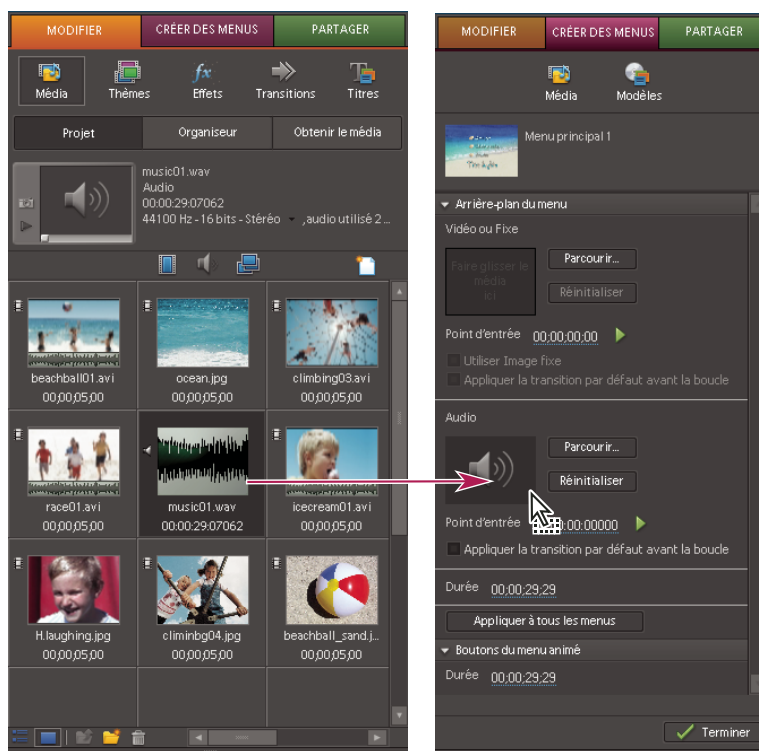 MODIFIER CRÉER DES MENUS PARTAGER
Média Thèmes Effets Transitions Titres
Projet Organiseur Obtenir le média
music01.wav
Audio
00:00:29:07062
44100 Hz - 16 bits - Stéréo ,audio utilisé 2 ...
beachball01.avi ocean.jpg climbing03.avi
00;00;05;00 00;00;05;00 00;00;05;00
race01.avi music01.wav icecream01.avi
00;00;05;00 00:00:29:07062 00;00;05;00
H.laughing.jpg climinbg04.jpg beachball_sand.j...
00;00;05;00 00;00;05;00 00;00;05;00
MODIFIER CRÉER DES MENUS PARTAGER
Média Modèles
Menu principal 1
Arrière-plan du menu
Vidéo ou Fixe
Faire glisser le
média
ici
Parcourir...
Réinitialiser
Point d'entrée 00;00;00;00
Utiliser Image fixe
Appliquer la transition par défaut avant la boucle
Audio
Parcourir...
Réinitialiser
Point d'entrée :00:00000
Appliquer la transition par défaut avant la boucle
Durée 00;00;29;29
Appliquer à tous les menus
Boutons du menu animé
Durée 00;00;29;29
Terminer